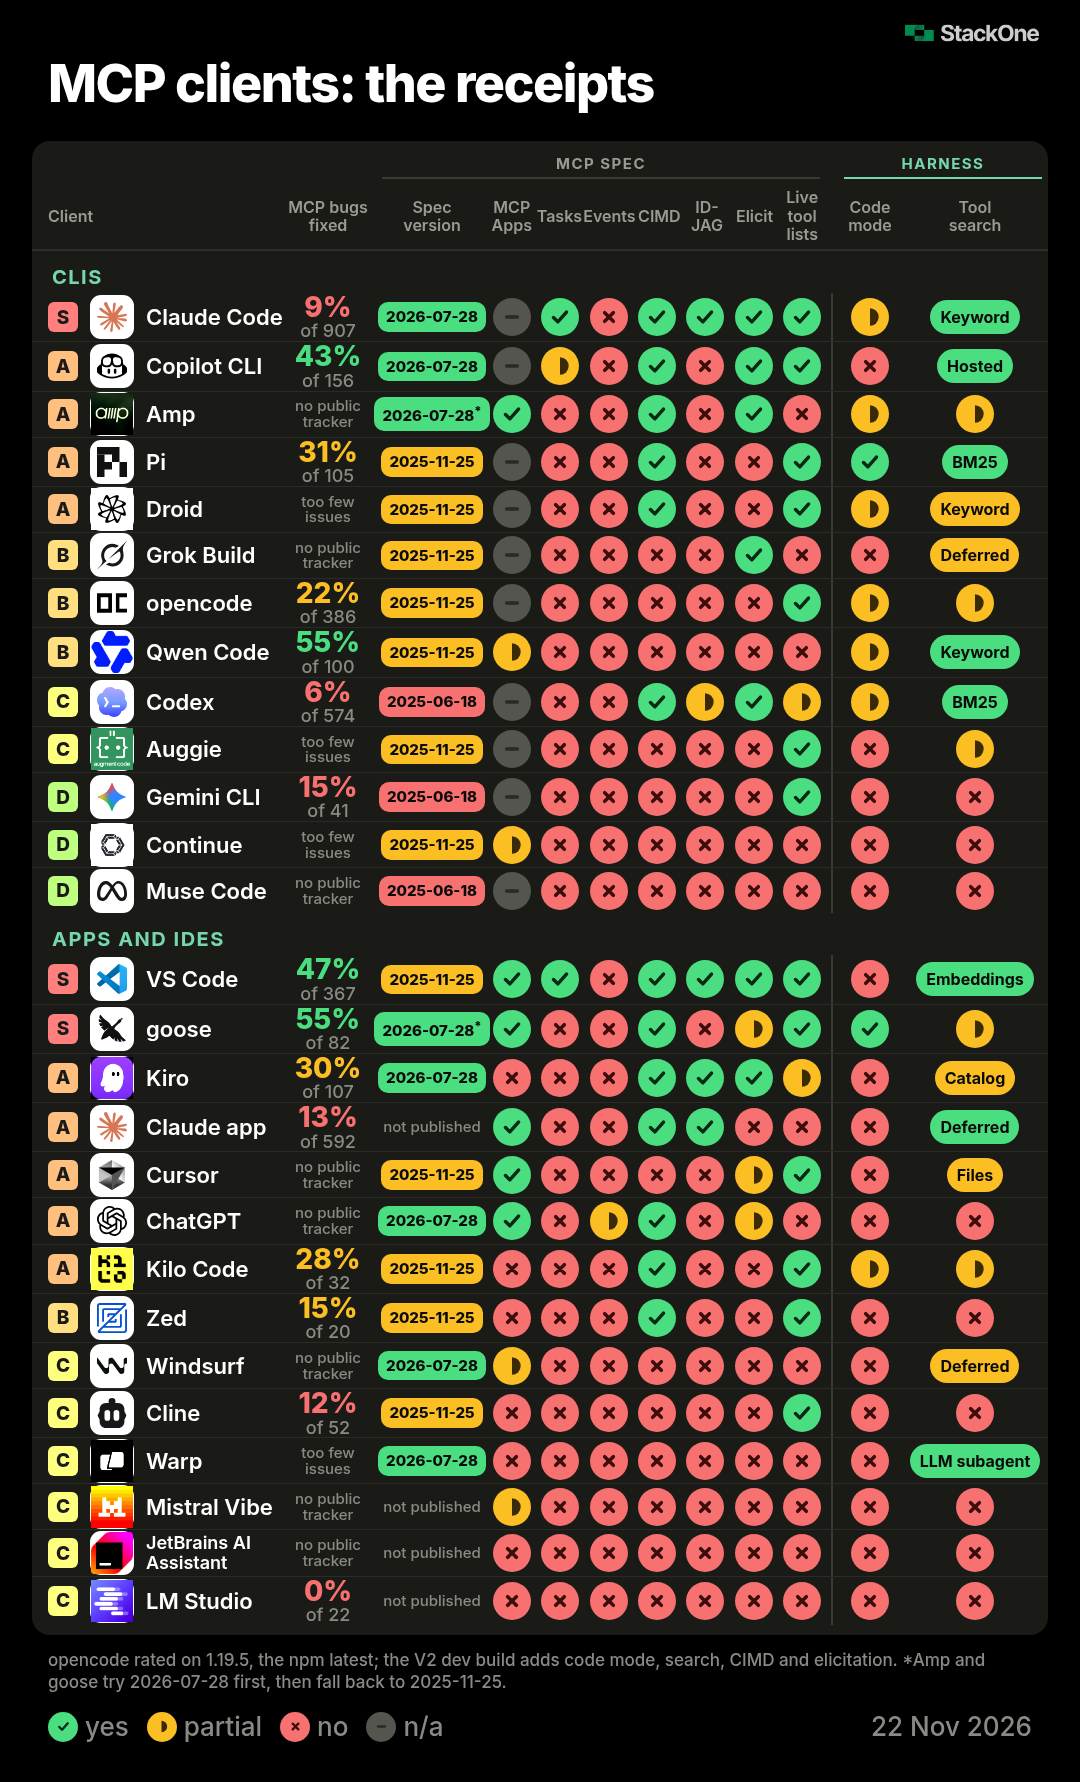 StackOne
MCP clients: the receipts
MCP SPEC
HARNESS
Client
MCP bugs fixed
Spec version
MCP Apps
Tasks
Events
CIMD
ID-JAG
Elicit
Live tool lists
Code mode
Tool search
CLIS
S Claude Code 9% of 907 2026-07-28 Keyword
A Copilot CLI 43% of 156 2026-07-28 Hosted
A amp Amp no public tracker 2026-07-28*
A Pi 31% of 105 2025-11-25 BM25
A Droid too few issues 2025-11-25 Keyword
B Grok Build no public tracker 2025-11-25 Deferred
B opencode 22% of 386 2025-11-25
B Qwen Code 55% of 100 2025-11-25 Keyword
C Codex 6% of 574 2025-06-18 BM25
C augment code Auggie too few issues 2025-11-25
D Gemini CLI 15% of 41 2025-06-18
D Continue too few issues 2025-11-25
D Muse Code no public tracker 2025-06-18
APPS AND IDES
S VS Code 47% of 367 2025-11-25 Embeddings
S goose 55% of 82 2026-07-28*
A Kiro 30% of 107 2026-07-28 Catalog
A Claude app 13% of 592 not published Deferred
A Cursor no public tracker 2025-11-25 Files
A ChatGPT no public tracker 2026-07-28
A Kilo Code 28% of 32 2025-11-25
B Zed 15% of 20 2025-11-25
C Windsurf no public tracker 2026-07-28 Deferred
C Cline 12% of 52 2025-11-25
C Warp too few issues 2026-07-28 LLM subagent
C Mistral Vibe no public tracker not published
C JetBrains AI Assistant no public tracker not published
C LM Studio 0% of 22 not published
opencode rated on 1.19.5, the npm latest; the V2 dev build adds code mode, search, CIMD and elicitation. *Amp and
goose try 2026-07-28 first, then fall back to 2025-11-25.
yes partial no n/a
22 Nov 2026